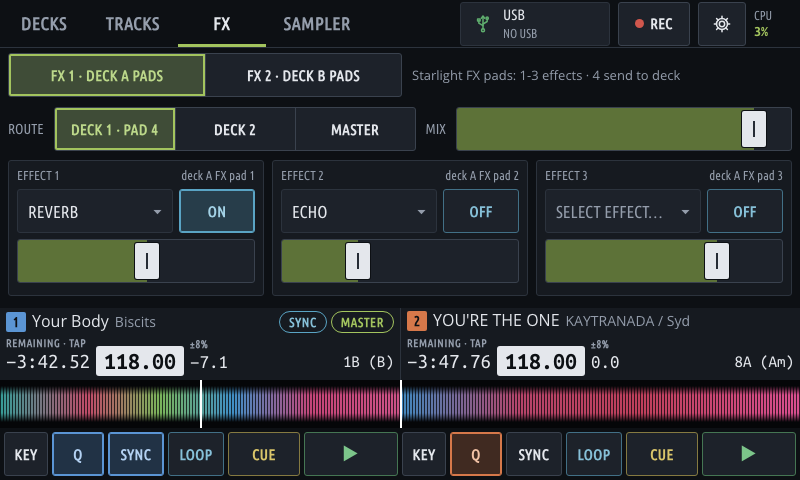 DECKS TRACKS FX SAMPLER USB NO USB REC CPU 3%
FX 1 · DECK A PADS FX 2 · DECK B PADS Starlight FX pads: 1-3 effects · 4 send to deck
ROUTE DECK 1 · PAD 4 DECK 2 MASTER MIX
EFFECT 1 deck A FX pad 1 EFFECT 2 deck A FX pad 2 EFFECT 3 deck A FX pad 3
REVERB ON ECHO OFF SELECT EFFECT... OFF
1 Your Body Biscits SYNC MASTER 2 YOU'RE THE ONE KAYTRANADA / Syd
REMAINING · TAP ±8% REMAINING · TAP ±8%
−3:42.52 118.00 −7.1 1B (B) −3:47.76 118.00 0.0 8A (Am)
KEY Q SYNC LOOP CUE KEY Q SYNC LOOP CUE